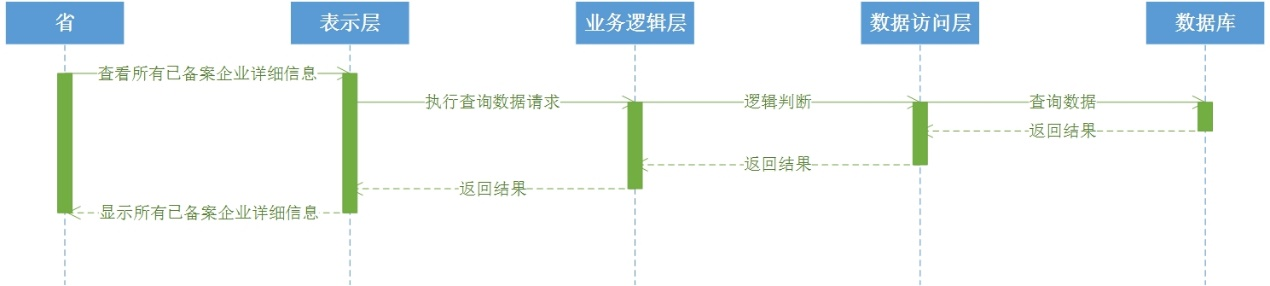 省
表示层
业务逻辑层
数据访问层
数据库
查看所有已备案企业详细信息
执行查询数据请求
逻辑判断
查询数据
返回结果
返回结果
返回结果
显示所有已备案企业详细信息